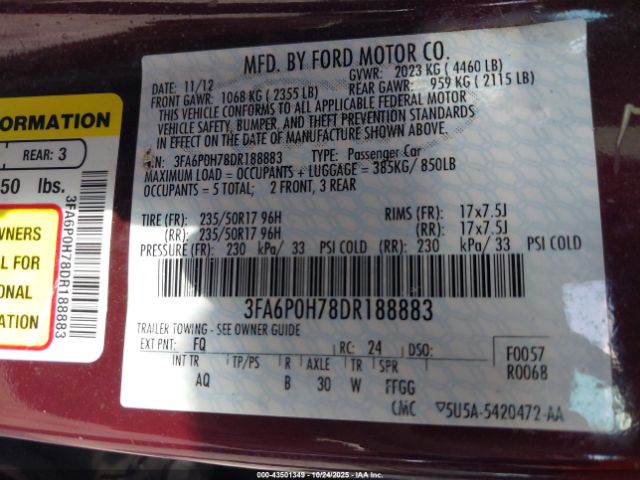 MFD. BY FORD MOTOR CO.
DATE: 11/12 GVWR: 2023 KG ( 4460 LB)
FRONT GAWR: 1068 KG ( 2355 LB) REAR GAWR: 959 KG ( 2115 LB)
THIS VEHICLE CONFORMS TO ALL APPLICABLE FEDERAL MOTOR
VEHICLE SAFETY, BUMPER, AND THEFT PREVENTION STANDARDS
IN EFFECT ON THE DATE OF MANUFACTURE SHOWN ABOVE.
3FA6P0H78DR188883 TYPE: Passenger Car
MAXIMUM LOAD = OCCUPANTS + LUGGAGE = 385KG/ 850LB
OCCUPANTS: = 5 TOTAL; 2 FRONT, 3 REAR
TIRE (FR): 235/50R17 96H RIMS (FR): 17x7.5J
(RR): 235/50R17 96H (RR): 17x7.5J
PRESSURE (FR): 230 kPa/ 33 PSI COLD (RR): 230 kPa/ 33 PSI COLD
3FA6P0H78DR188883
TRAILER TOWING - SEE OWNER GUIDE
EXT PNT: FQ RC: 24 DSO: F0057
INT TR TP/PS R AXLE TR SPR R0068
AQ B 30 W FFGG
CMC 5U5A-5420472-AA
FORMATION
REAR: 3
50 lbs.
WNERS
L FOR
ONAL
ON
3FA6P0H78DR188883
000-43501349 - 10/24/2025 - IAAI.COM